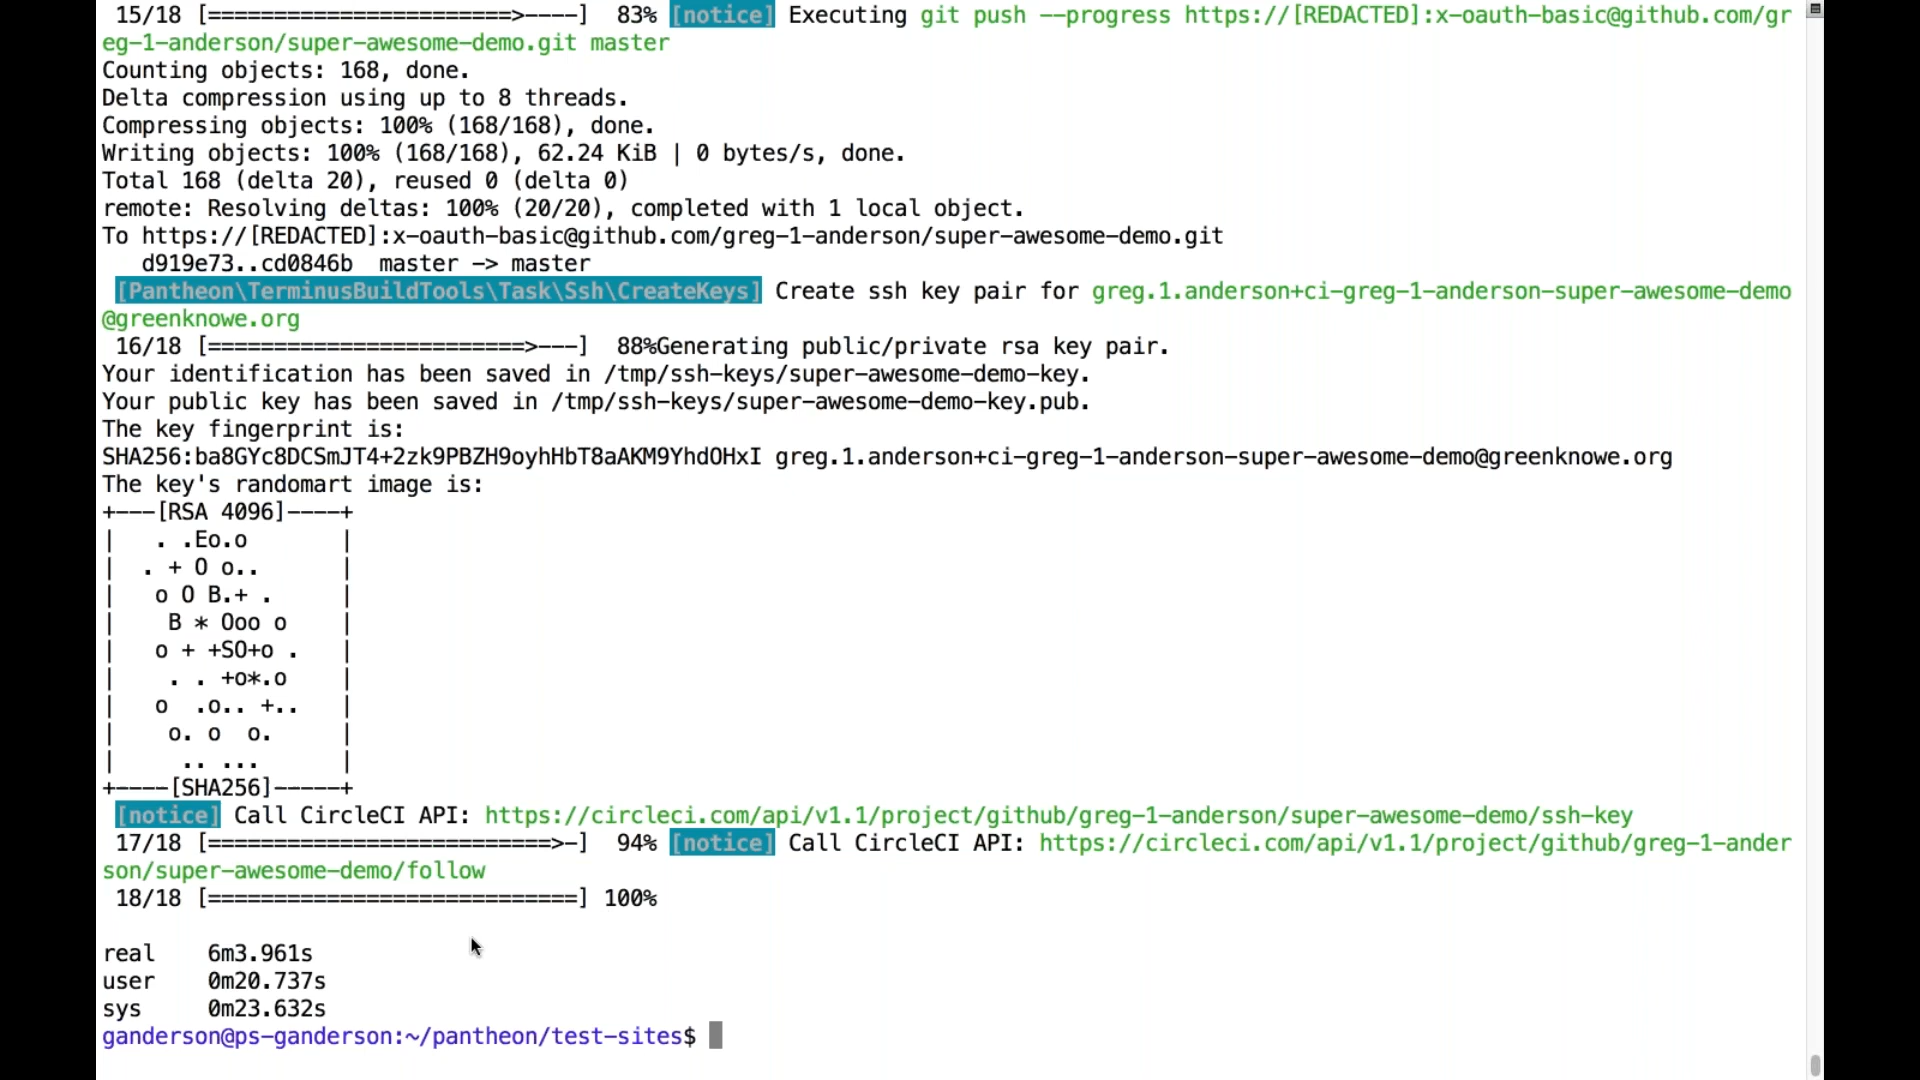 15/18 [=======================>----]  83% [notice] Executing git push --progress https://[REDACTED]:x-oauth-basic@github.com/gr
eg-1-anderson/super-awesome-demo.git master
Counting objects: 168, done.
Delta compression using up to 8 threads.
Compressing objects: 100% (168/168), done.
Writing objects: 100% (168/168), 62.24 KiB | 0 bytes/s, done.
Total 168 (delta 20), reused 0 (delta 0)
remote: Resolving deltas: 100% (20/20), completed with 1 local object.
To https://[REDACTED]:x-oauth-basic@github.com/greg-1-anderson/super-awesome-demo.git
   d919e73..cd0846b  master -> master
 [Pantheon\TerminusBuildTools\Task\Ssh\CreateKeys] Create ssh key pair for greg.1.anderson+ci-greg-1-anderson-super-awesome-demo
@greenknowe.org
 16/18 [========================>---]  88%Generating public/private rsa key pair.
Your identification has been saved in /tmp/ssh-keys/super-awesome-demo-key.
Your public key has been saved in /tmp/ssh-keys/super-awesome-demo-key.pub.
The key fingerprint is:
SHA256:ba8GYc8DCSmJT4+2zk9PBZH9oyhHbT8aAKM9YhdOHxI greg.1.anderson+ci-greg-1-anderson-super-awesome-demo@greenknowe.org
The key's randomart image is:
+---[RSA 4096]----+
|   . .Eo.o       |
|  . + O o..      |
|   o O B.+ .     |
|    B * Ooo o    |
|   o + +SO+o .   |
|    . . +o*.o    |
|   o  .o.. +..   |
|    o. o  o.     |
|     .. ...      |
+----[SHA256]-----+
 [notice] Call CircleCI API: https://circleci.com/api/v1.1/project/github/greg-1-anderson/super-awesome-demo/ssh-key
 17/18 [==========================>-]  94% [notice] Call CircleCI API: https://circleci.com/api/v1.1/project/github/greg-1-ander
son/super-awesome-demo/follow
 18/18 [============================] 100%
real    6m3.961s
user    0m20.737s
sys     0m23.632s
ganderson@ps-ganderson:~/pantheon/test-sites$